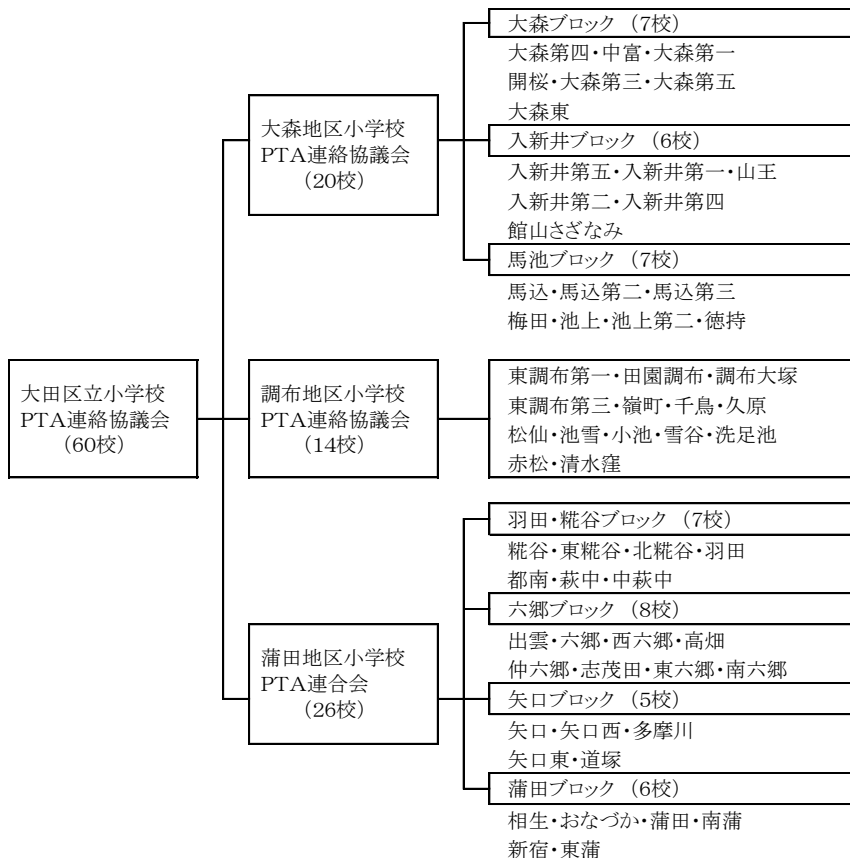 大田区立小学校
PTA連絡協議会
(60校)
大森地区小学校
PTA連絡協議会
(20校)
大森ブロック (7校)
大森第四・中富・大森第一
開桜・大森第三・大森第五
大森東
入新井ブロック (6校)
入新井第五・入新井第一・山王
入新井第二・入新井第四
館山さざなみ
馬池ブロック (7校)
馬込・馬込第二・馬込第三
梅田・池上・池上第二・徳持
調布地区小学校
PTA連絡協議会
(14校)
東調布第一・田園調布・調布大塚
東調布第三・嶺町・千鳥・久原
松仙・池雪・小池・雪谷・洗足池
赤松・清水窪
蒲田地区小学校
PTA連合会
(26校)
羽田・糀谷ブロック (7校)
糀谷・東糀谷・北糀谷・羽田
都南・萩中・中萩中
六郷ブロック (8校)
出雲・六郷・西六郷・高畑
仲六郷・志茂田・東六郷・南六郷
矢口ブロック (5校)
矢口・矢口西・多摩川
矢口東・道塚
蒲田ブロック (6校)
相生・おなづか・蒲田・南蒲
新宿・東蒲